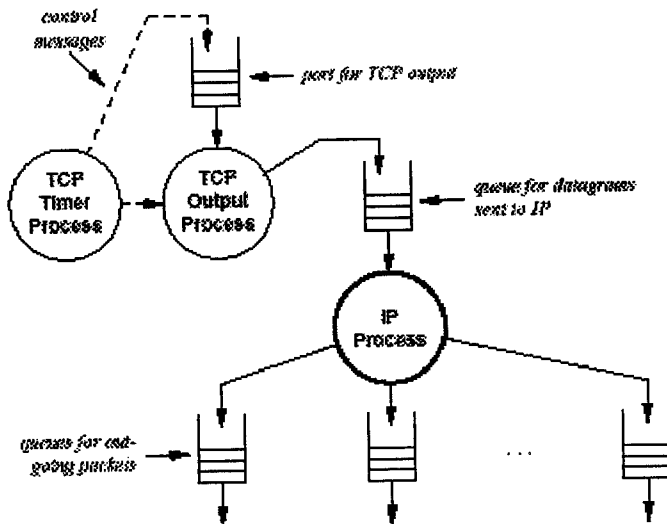 control
messages
port for TCP output
TCP
Timer
Process
TCP
Output
Process
queue for datagrams
sent to IP
IP
Process
queues for out-
going packets
...